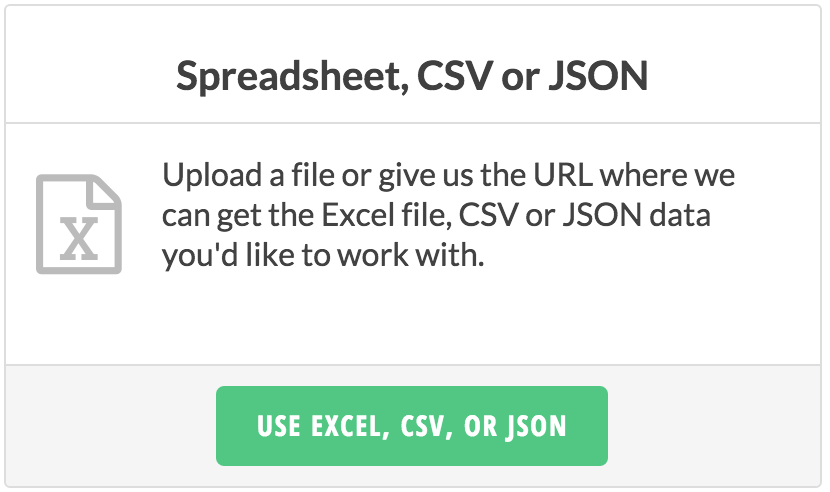 Spreadsheet, CSV or JSON
X
Upload a file or give us the URL where we
can get the Excel file, CSV or JSON data
you'd like to work with.
USE EXCEL, CSV, OR JSON